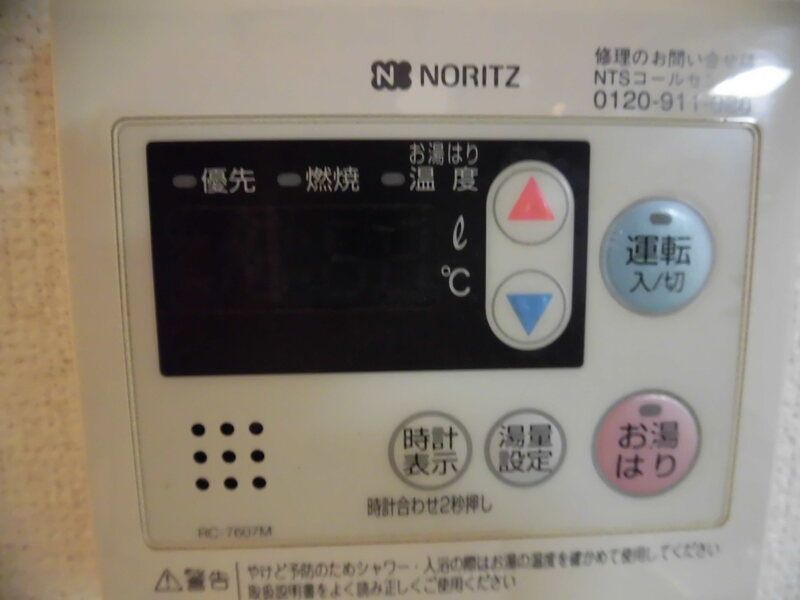 NORITZ
修理のお問い合せは
NTSコールセン
0120-911-026
お湯はり
優先 燃焼 温度
ℓ
℃
運転
入/切
時計
表示
湯量
設定
お湯
はり
時計合わせ2秒押し
RC-7607M
警告
やけど予防のためシャワー・入浴の際はお湯の温度を確かめて使用してください
取扱説明書をよく読み正しくご使用ください